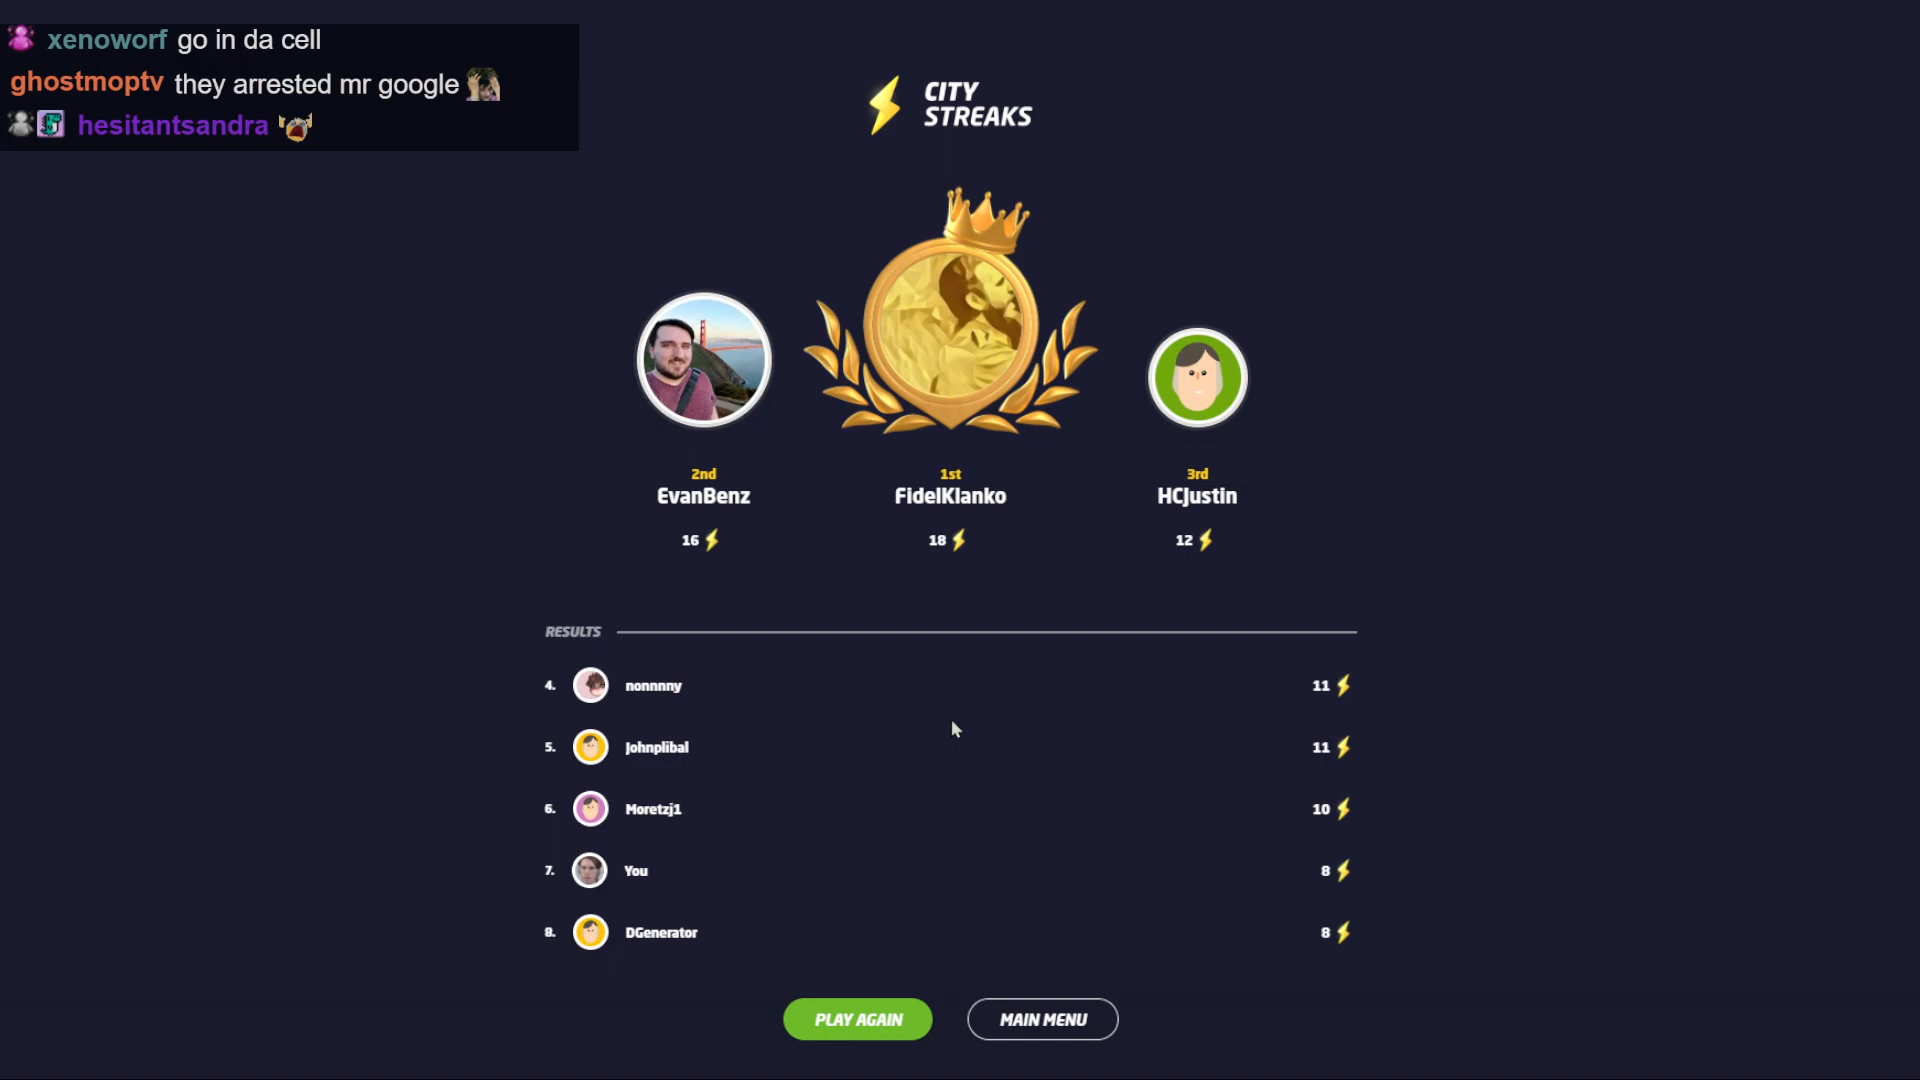 xenoworf go in da cell
ghostmoptv they arrested mr google
hesitantsandra
CITY
STREAKS
2nd
EvanBenz
16
1st
FidelKlanko
18
3rd
HCJustin
12
RESULTS
4. nonnnny 11
5. Johnplibal 11
6. Moretzj1 10
7. You 8
8. DGenerator 8
PLAY AGAIN
MAIN MENU